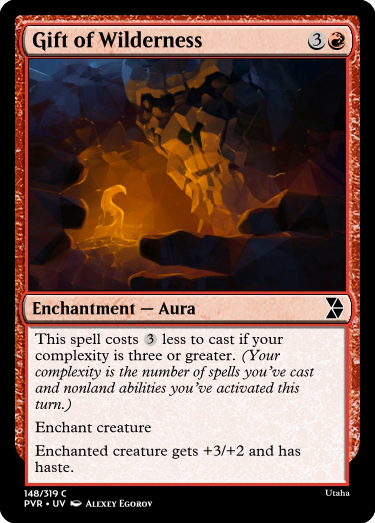 Gift of Wilderness 3
Enchantment — Aura
This spell costs 3 less to cast if your
complexity is three or greater. (Your
complexity is the number of spells you've cast
and nonland abilities you've activated this
turn.)
Enchant creature
Enchanted creature gets +3/+2 and has
haste.
148/319 C
Utaha
PVR • UV Alexey Egorov